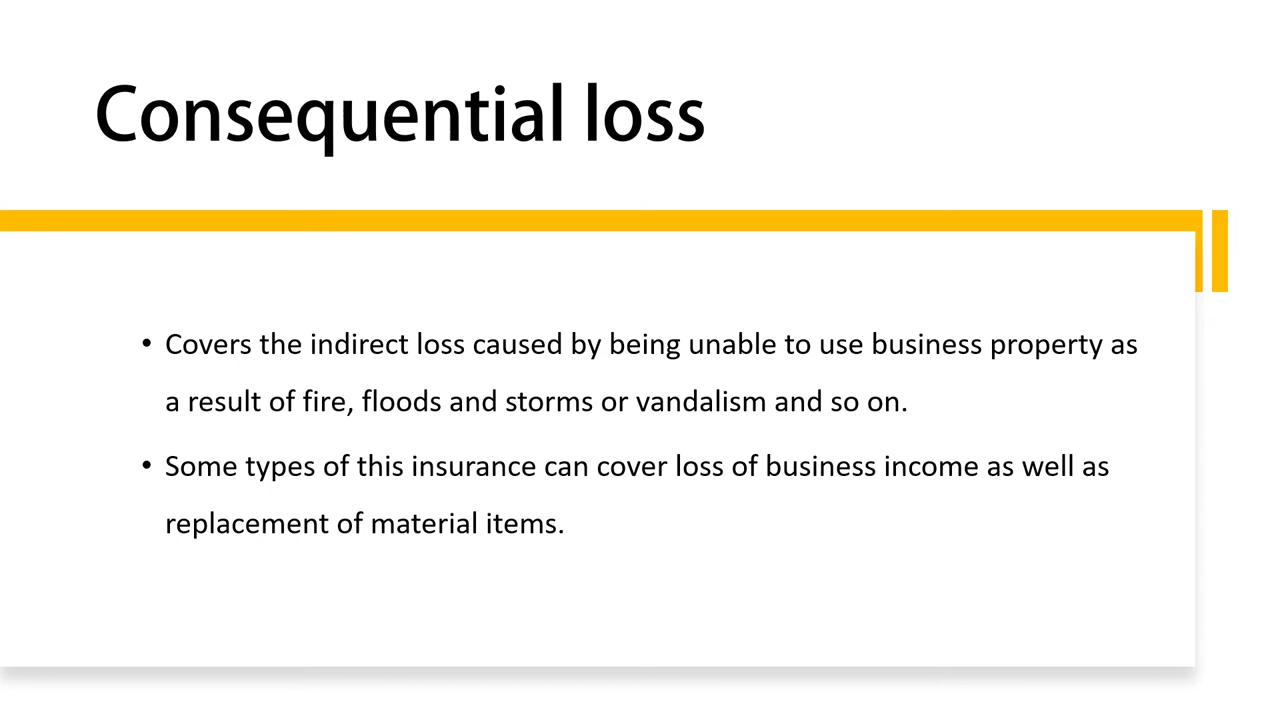 Consequential loss
• Covers the indirect loss caused by being unable to use business property as
a result of fire, floods and storms or vandalism and so on.
• Some types of this insurance can cover loss of business income as well as
replacement of material items.